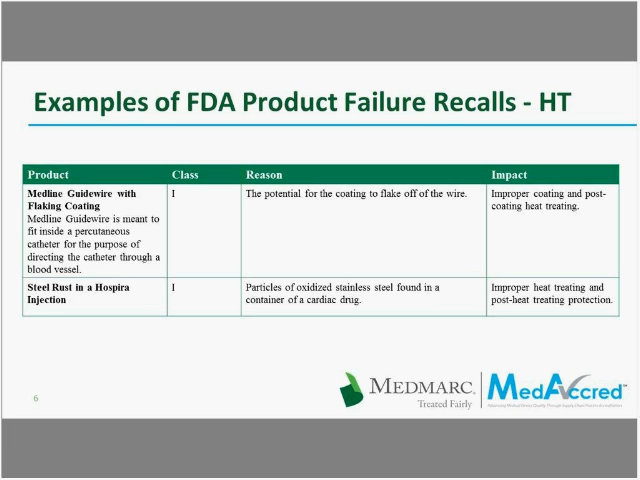 Examples of FDA Product Failure Recalls - HT
Product Class Reason Impact
Medline Guidewire with
Flaking Coating
Medline Guidewire is meant to
fit inside a percutaneous
catheter for the purpose of
directing the catheter through a
blood vessel.
I
The potential for the coating to flake off of the wire.
Improper coating and post-
coating heat treating.
Steel Rust in a Hospira
Injection
I
Particles of oxidized stainless steel found in a
container of a cardiac drug.
Improper heat treating and
post-heat treating protection.
6
MEDMARC
Treated Fairly
MedAccred™